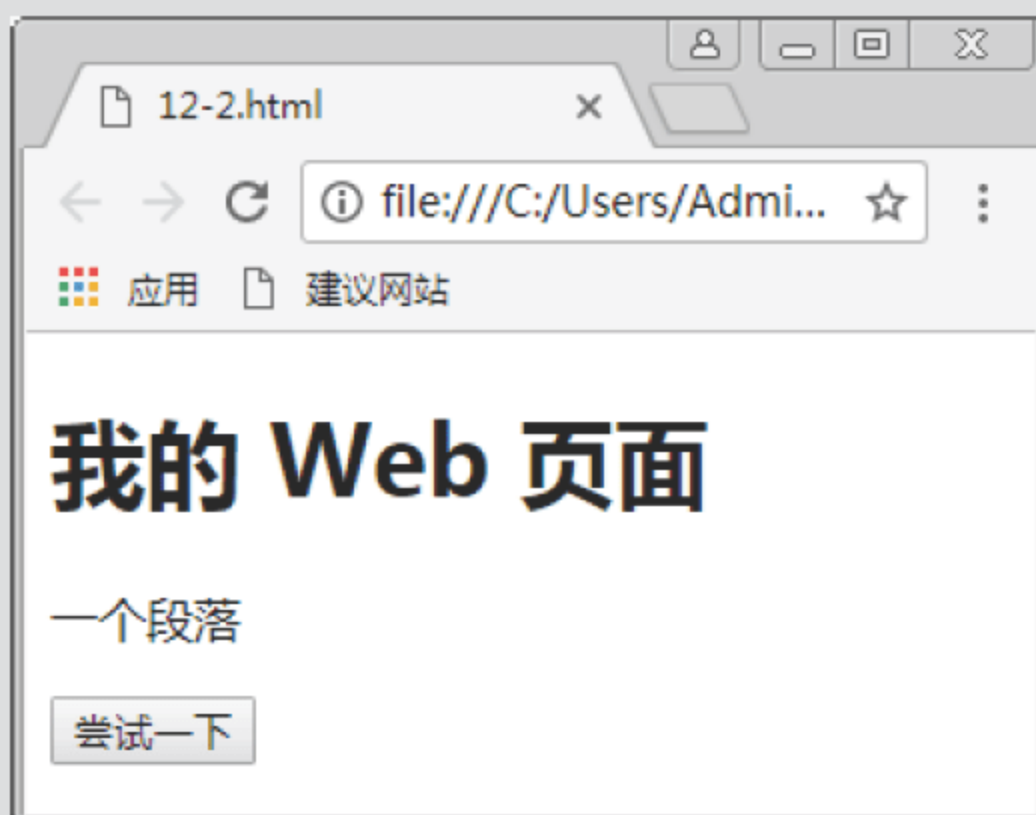 12-2.html
file:///C:/Users/Admi...
应用 建议网站
我的 Web 页面
一个段落
尝试一下